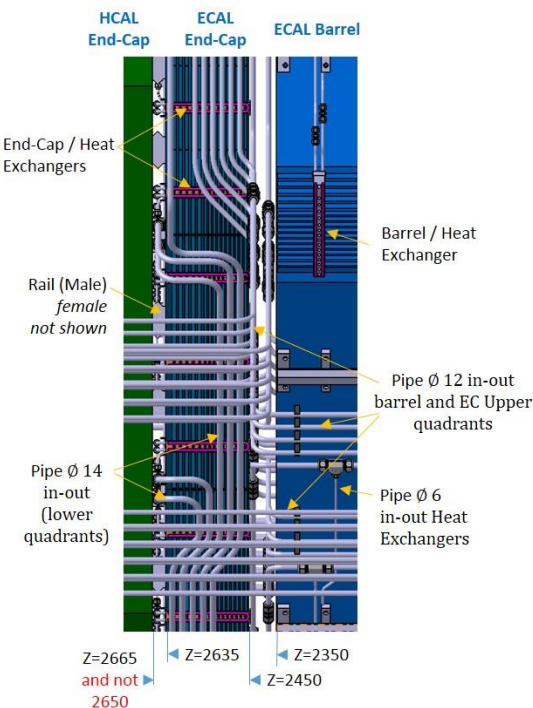 HCAL
End-Cap
ECAL
End-Cap
ECAL Barrel
End-Cap / Heat
Exchangers
Barrel / Heat
Exchanger
Rail (Male)
female
not shown
Pipe Ø 12 in-out
barrel and EC Upper
quadrants
Pipe Ø 14
in-out
(lower
quadrants)
Pipe Ø 6
in-out Heat
Exchangers
Z=2665
and not
2650
Z=2635
Z=2450
Z=2350